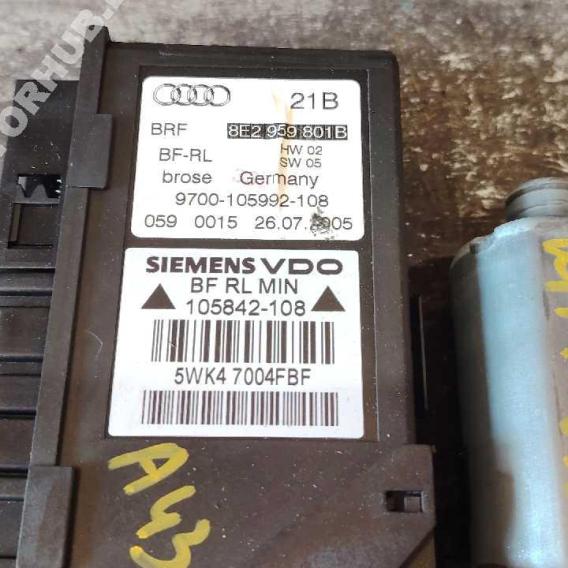 21B
BRF 8E2 959 801B
BF-RL HW 02
SW 05
brose Germany
9700-105992-108
059 0015 26.07.2005
SIEMENS VDO
BF RL MIN
105842-108
5WK4 7004FBF
A43